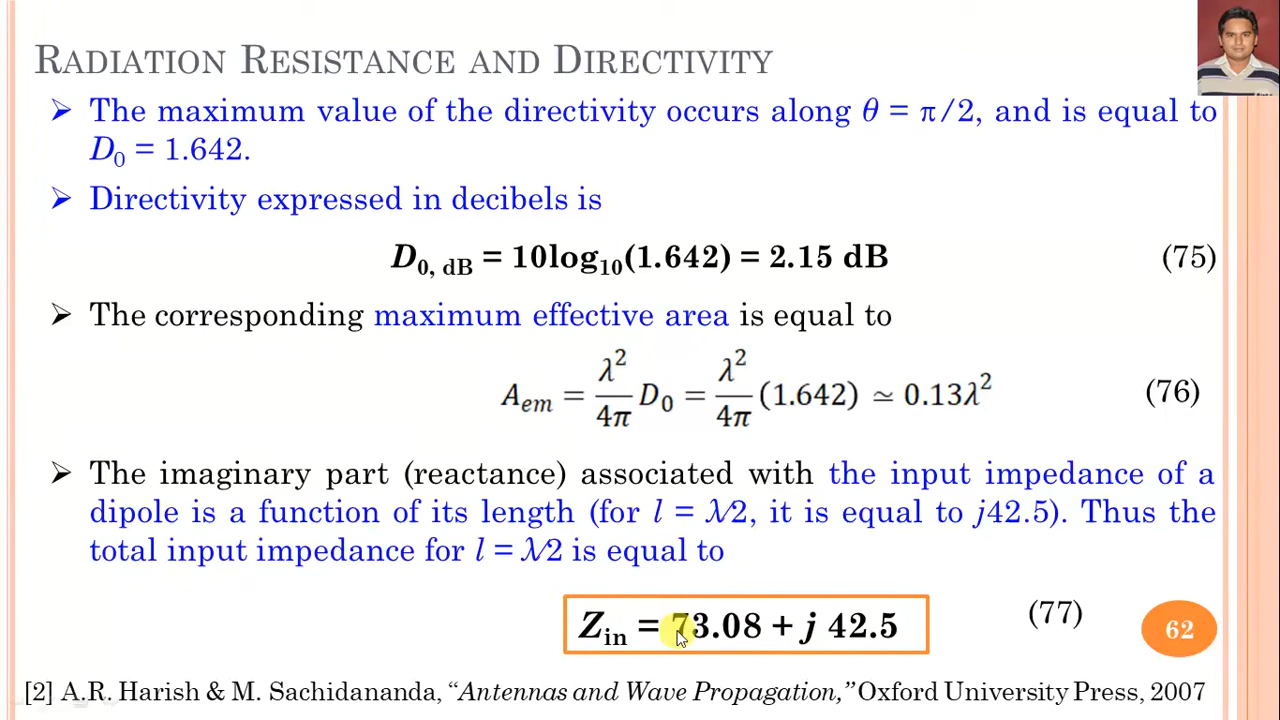 RADIATION RESISTANCE AND DIRECTIVITY
➢ The maximum value of the directivity occurs along θ = π/2, and is equal to
D₀ = 1.642.
➢ Directivity expressed in decibels is
D₀, dB = 10log₁₀(1.642) = 2.15 dB (75)
➢ The corresponding maximum effective area is equal to
Aₑₘ = λ²/4π D₀ = λ²/4π (1.642) ≃ 0.13λ² (76)
➢ The imaginary part (reactance) associated with the input impedance of a
dipole is a function of its length (for l = λ/2, it is equal to j42.5). Thus the
total input impedance for l = λ/2 is equal to
Zin = 73.08 + j 42.5 (77)
62
[2] A.R. Harish & M. Sachidananda, “Antennas and Wave Propagation,” Oxford University Press, 2007